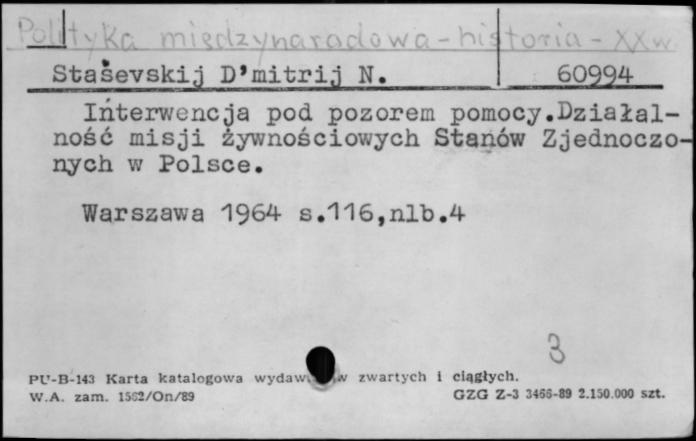 Polityka międzynarodowa - historia - XX w.
Staševskij D'mitrij N. 60994
Interwencja pod pozorem pomocy.Działal-
ność misji żywnościowych Stanów Zjednoczo-
nych w Polsce.
Warszawa 1964 s.116,nlb.4
3
PU-B-143 Karta katalogowa zwartych i ciągłych.
W.A. zam. 1562/On/89 GZG Z-3 3466-89 2.150.000 szt.